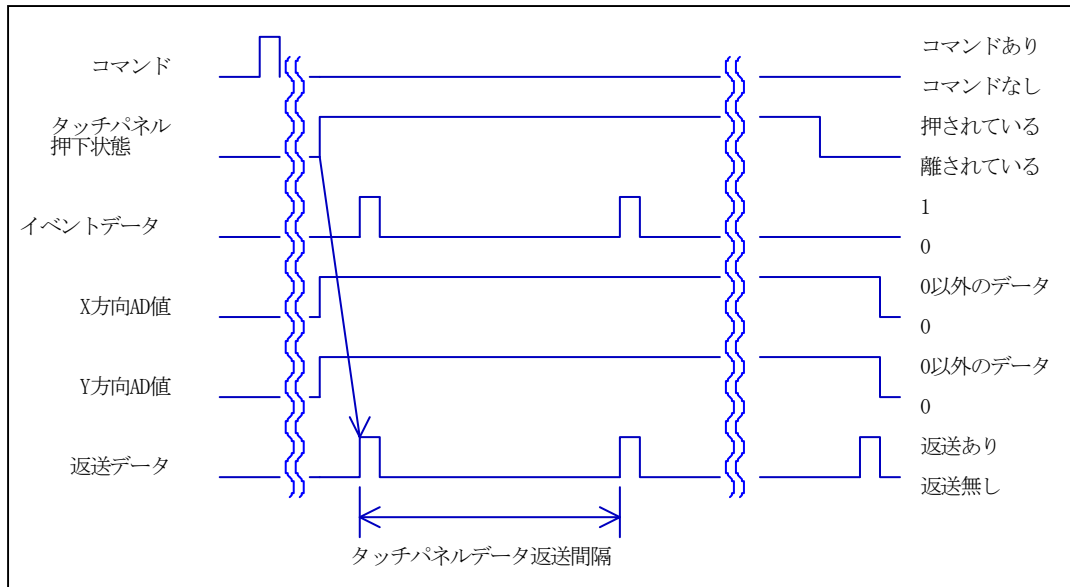 コマンド
コマンドあり
コマンドなし
タッチパネル
押下状態
押されている
離されている
イベントデータ
1
0
X方向AD値
0以外のデータ
0
Y方向AD値
0以外のデータ
0
返送データ
返送あり
返送無し
タッチパネルデータ返送間隔